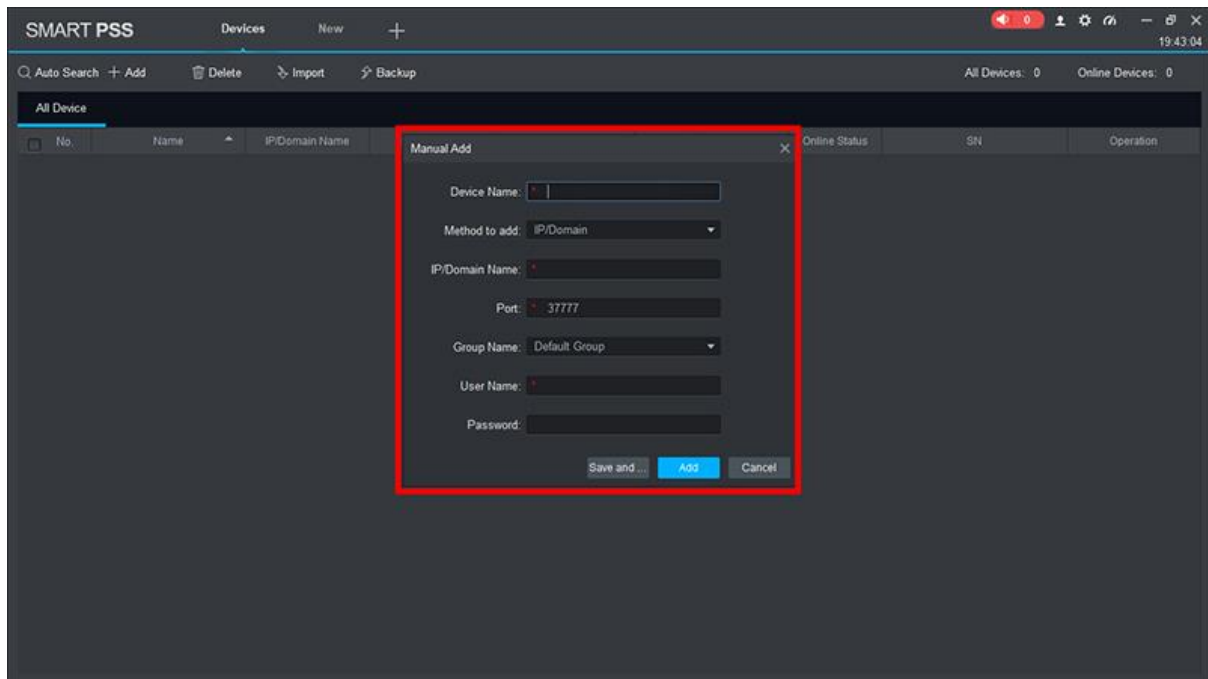 SMART PSS Devices New + 0
19:43:04
Auto Search + Add Delete Import Backup All Devices: 0 Online Devices: 0
All Device
No. Name IP/Domain Name Online Status SN Operation
Manual Add
Device Name: *
Method to add: IP/Domain
IP/Domain Name: *
Port: * 37777
Group Name: Default Group
User Name: *
Password:
Save and ... Add Cancel